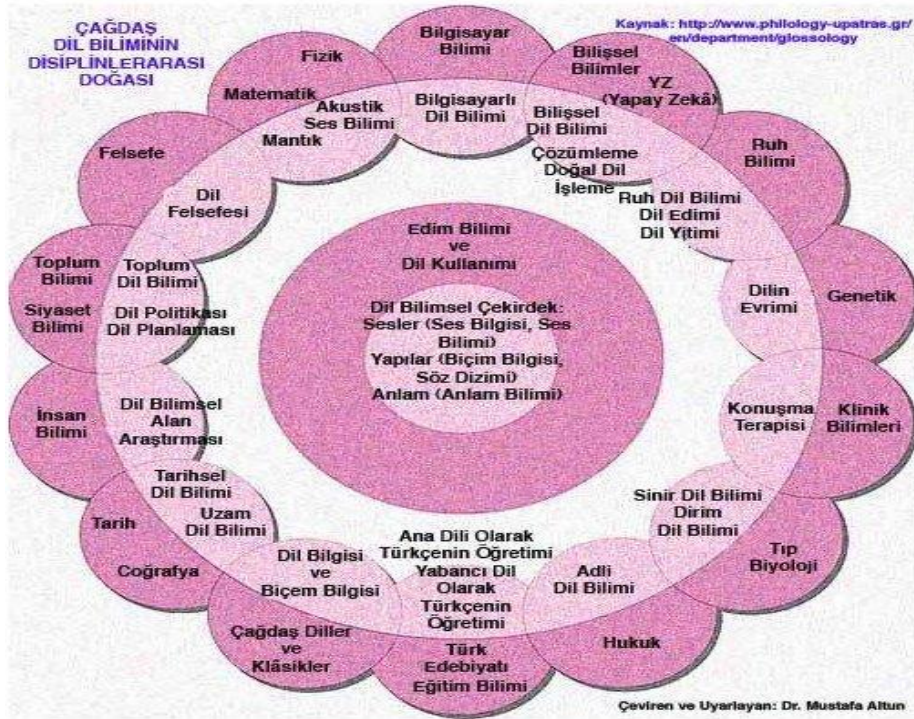 ÇAĞDAŞ
DİL BİLİMİNİN
DİSİPLİNLERARASI
DOĞASI
Kaynak: http://www.philology-upatras.gr/
en/department/glossology
Bilgisayar
Bilimi
Bilgisayarlı
Dil Bilimi
Bilişsel
Bilimler
YZ
(Yapay Zekâ)
Bilişsel
Dil Bilimi
Çözümleme
Doğal Dil
İşleme
Ruh
Bilimi
Ruh Dil Bilimi
Dil Edimi
Dil Yitimi
Genetik
Dilin
Evrimi
Klinik
Bilimleri
Konuşma
Terapisi
Tıp
Biyoloji
Sinir Dil Bilimi
Dirim
Dil Bilimi
Hukuk
Adli
Dil Bilimi
Ana Dili Olarak
Türkçenin Öğretimi
Yabancı Dil
Olarak
Türkçenin
Öğretimi
Türk
Edebiyatı
Eğitim Bilimi
Dil Bilgisi
ve
Biçem Bilgisi
Çağdaş Diller
ve
Klâsikler
Tarihsel
Dil Bilimi
Uzam
Dil Bilimi
Tarih
Coğrafya
İnsan
Bilimi
Dil Bilimsel
Alan
Araştırması
Toplum
Bilimi
Siyaset
Bilimi
Toplum
Dil Bilimi
Dil Politikası
Dil Planlaması
Felsefe
Dil
Felsefesi
Fizik
Matematik
Akustik
Ses Bilimi
Mantık
Edim Bilimi
ve
Dil Kullanımı
Dil Bilimsel Çekirdek:
Sesler (Ses Bilgisi, Ses
Bilimi)
Yapılar (Biçim Bilgisi,
Söz Dizimi)
Anlam (Anlam Bilimi)
Çeviren ve Uyarlayan: Dr. Mustafa Altun